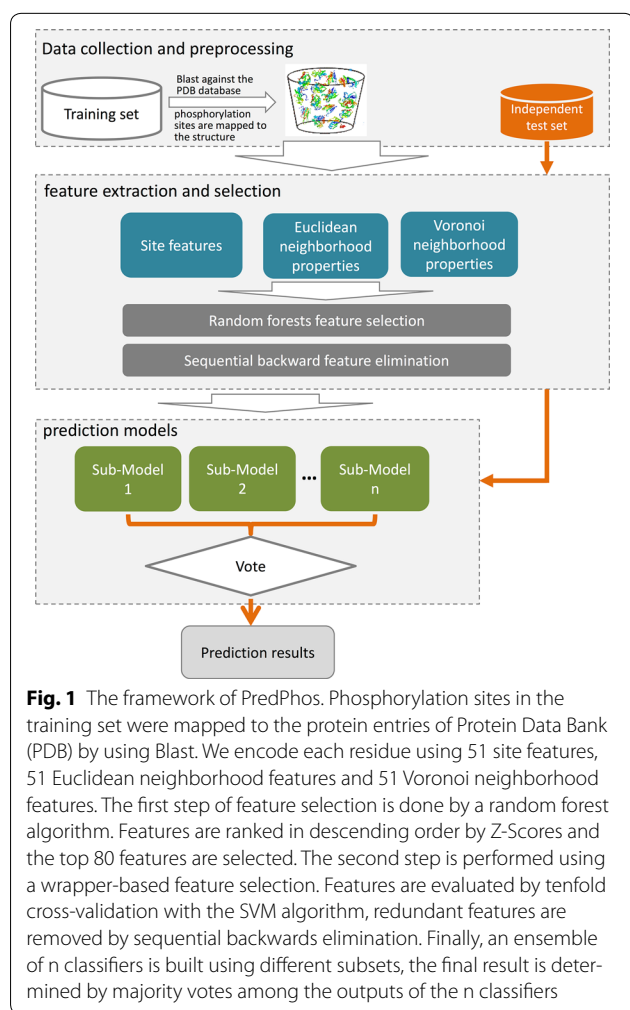 Data collection and preprocessing
Training set
Blast against the
PDB database
phosphorylation
sites are mapped to
the structure
Independent
test set
feature extraction and selection
Site features
Euclidean
neighborhood
properties
Voronoi
neighborhood
properties
Random forests feature selection
Sequential backward feature elimination
prediction models
Sub-Model
1
Sub-Model
2
...
Sub-Model
n
Vote
Prediction results
Fig. 1 The framework of PredPhos. Phosphorylation sites in the
training set were mapped to the protein entries of Protein Data Bank
(PDB) by using Blast. We encode each residue using 51 site features,
51 Euclidean neighborhood features and 51 Voronoi neighborhood
features. The first step of feature selection is done by a random forest
algorithm. Features are ranked in descending order by Z-Scores and
the top 80 features are selected. The second step is performed using
a wrapper-based feature selection. Features are evaluated by tenfold
cross-validation with the SVM algorithm, redundant features are
removed by sequential backwards elimination. Finally, an ensemble
of n classifiers is built using different subsets, the final result is deter-
mined by majority votes among the outputs of the n classifiers